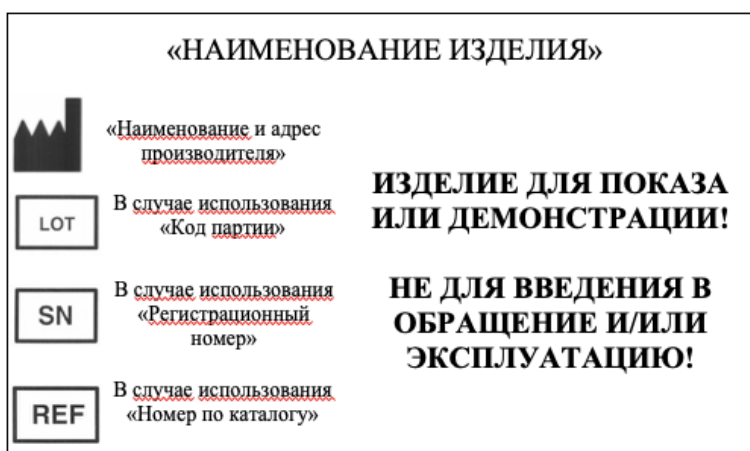 «НАИМЕНОВАНИЕ ИЗДЕЛИЯ»
«Наименование и адрес
производителя»
LOT
В случае использования
«Код партии»
SN
В случае использования
«Регистрационный
номер»
REF
В случае использования
«Номер по каталогу»
ИЗДЕЛИЕ ДЛЯ ПОКАЗА
ИЛИ ДЕМОНСТРАЦИИ!
НЕ ДЛЯ ВВЕДЕНИЯ В
ОБРАЩЕНИЕ И/ИЛИ
ЭКСПЛУАТАЦИЮ!